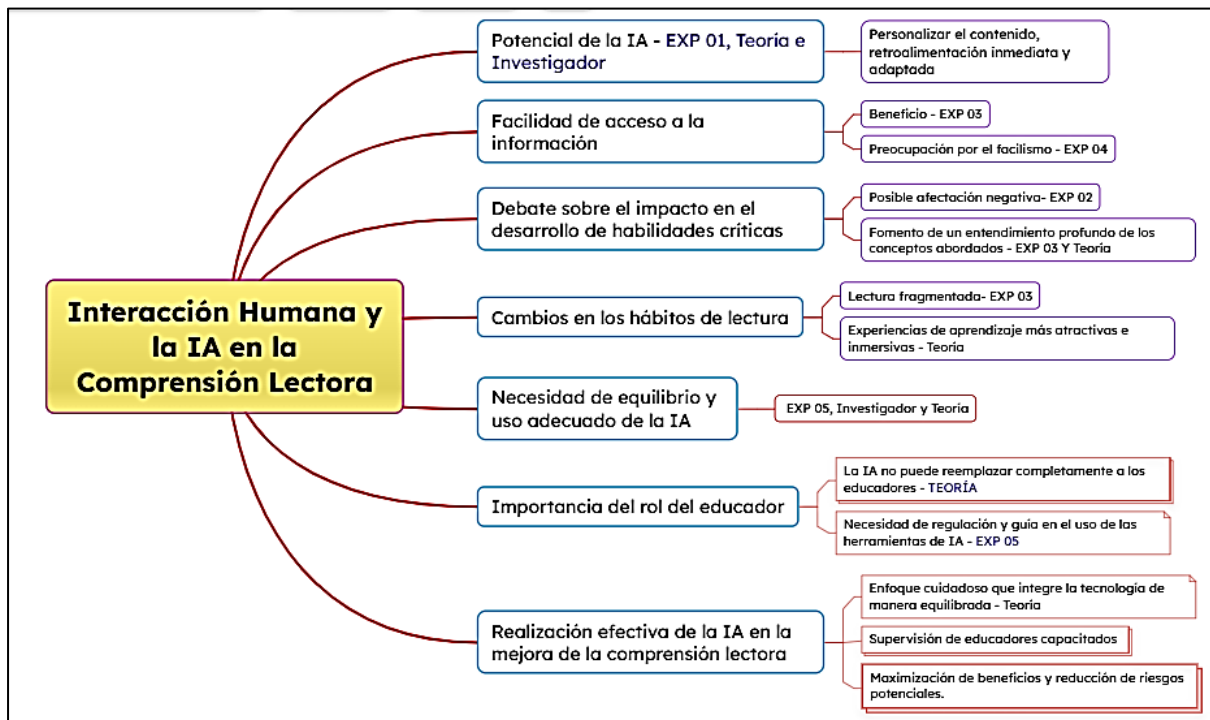 Interacción Humana y
la IA en la
Comprensión Lectora
Potencial de la IA - EXP 01, Teoría e
Investigador
Personalizar el contenido,
retroalimentación inmediata y
adaptada
Facilidad de acceso a la
información
Beneficio - EXP 03
Preocupación por el facilismo - EXP 04
Debate sobre el impacto en el
desarrollo de habilidades críticas
Posible afectación negativa- EXP 02
Fomento de un entendimiento profundo de los
conceptos abordados - EXP 03 Y Teoría
Cambios en los hábitos de lectura
Lectura fragmentada- EXP 03
Experiencias de aprendizaje más atractivas e
inmersivas - Teoría
Necesidad de equilibrio y
uso adecuado de la IA
EXP 05, Investigador y Teoría
Importancia del rol del educador
La IA no puede reemplazar completamente a los
educadores - TEORÍA
Necesidad de regulación y guía en el uso de las
herramientas de IA - EXP 05
Realización efectiva de la IA en la
mejora de la comprensión lectora
Enfoque cuidadoso que integre la tecnología de
manera equilibrada - Teoría
Supervisión de educadores capacitados
Maximización de beneficios y reducción de riesgos
potenciales.